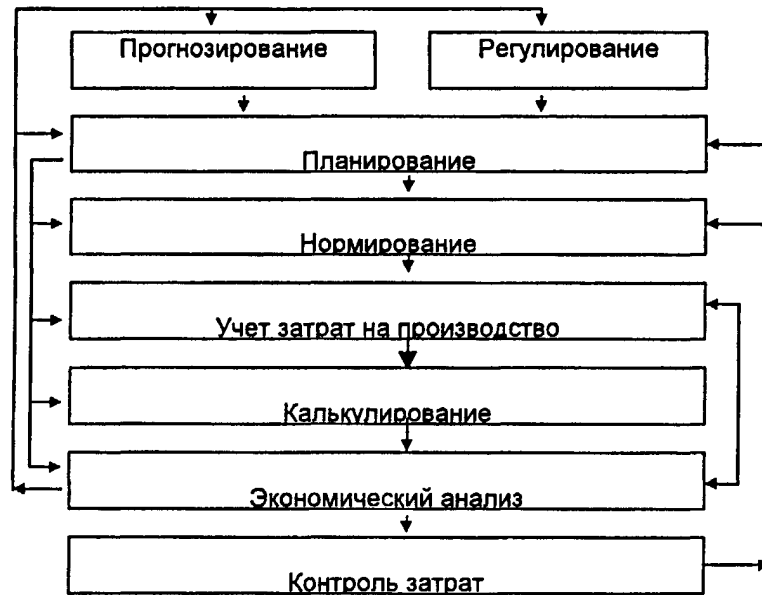 Прогнозирование
Регулирование
Планирование
Нормирование
Учет затрат на производство
Калькулирование
Экономический анализ
Контроль затрат